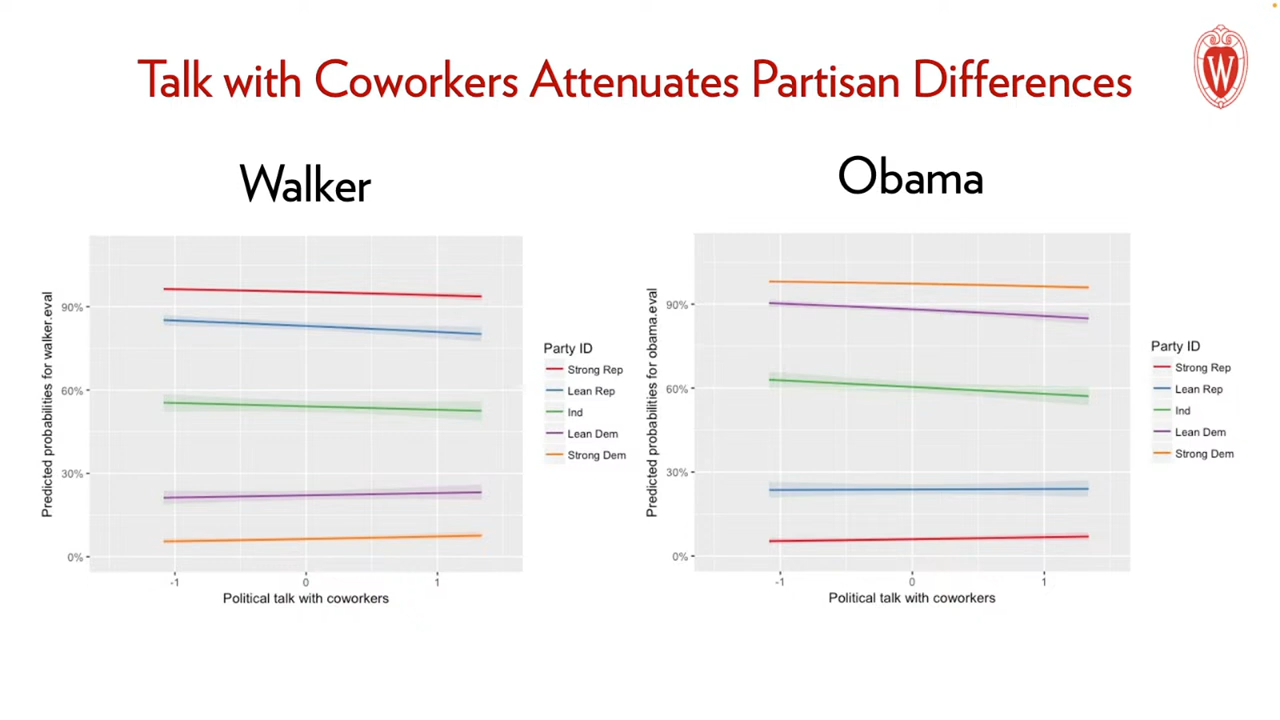 Talk with Coworkers Attenuates Partisan Differences
W
Walker
Predicted probabilities for walker.eval
90%
60%
30%
0%
-1
0
1
Political talk with coworkers
Party ID
Strong Rep
Lean Rep
Ind
Lean Dem
Strong Dem
Obama
Predicted probabilities for obama.eval
90%
60%
30%
0%
-1
0
1
Political talk with coworkers
Party ID
Strong Rep
Lean Rep
Ind
Lean Dem
Strong Dem